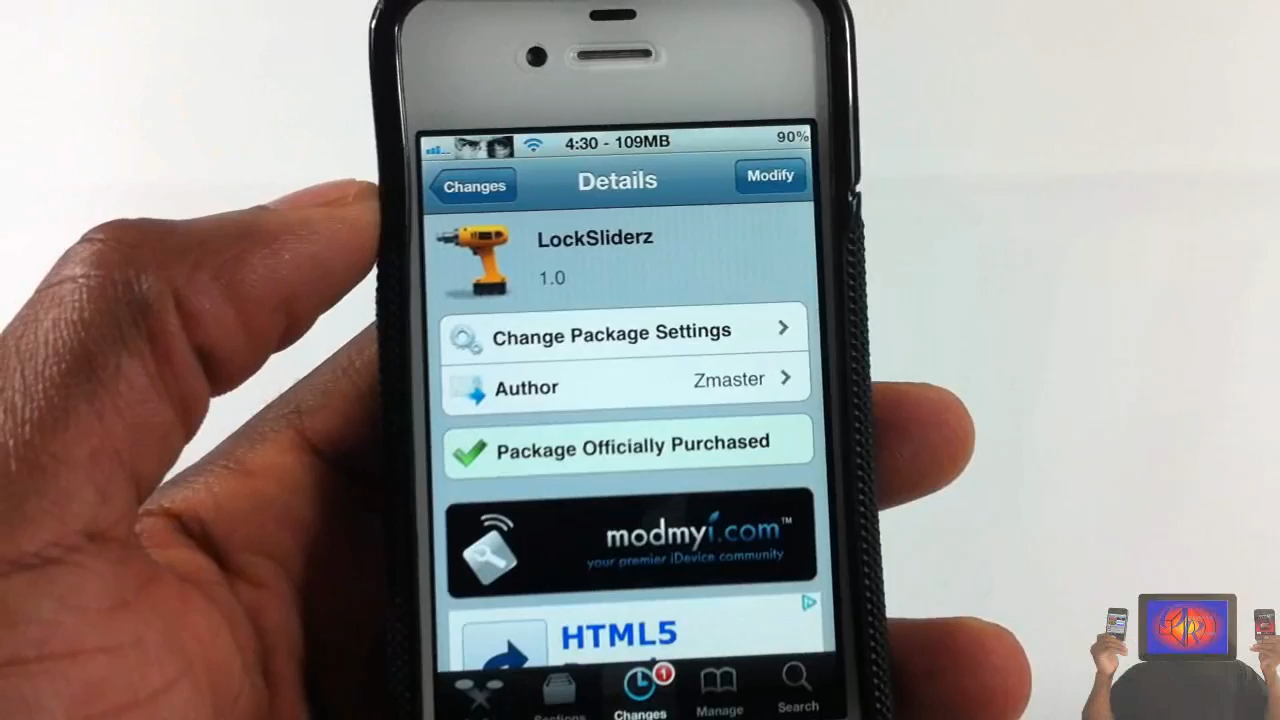 4:30 - 109MB
90%
Changes
Details
Modify
LockSliderz
1.0
Change Package Settings
Author
Zmaster
Package Officially Purchased
modmyi.com™
your premier iDevice community
HTML5
1
Changes
Manage
Search